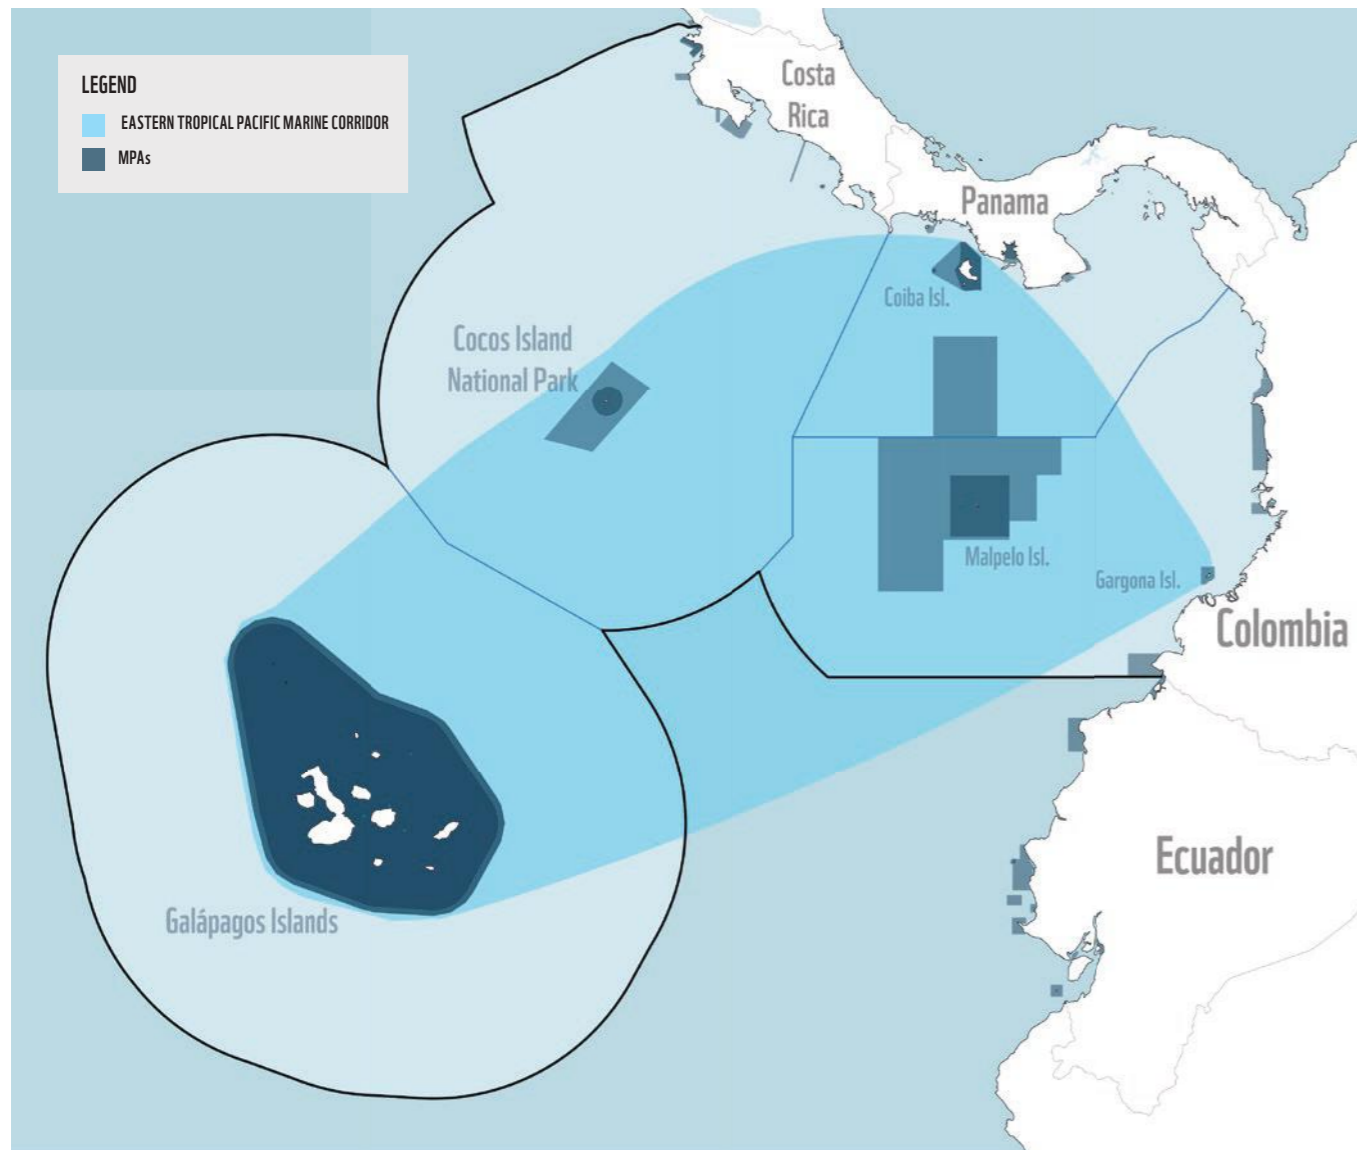 LEGEND
EASTERN TROPICAL PACIFIC MARINE CORRIDOR
MPAs
Costa
Rica
Panama
Coiba Isl.
Cocos Island
National Park
Malpelo Isl.
Gargona Isl.
Colombia
Ecuador
Galápagos Islands